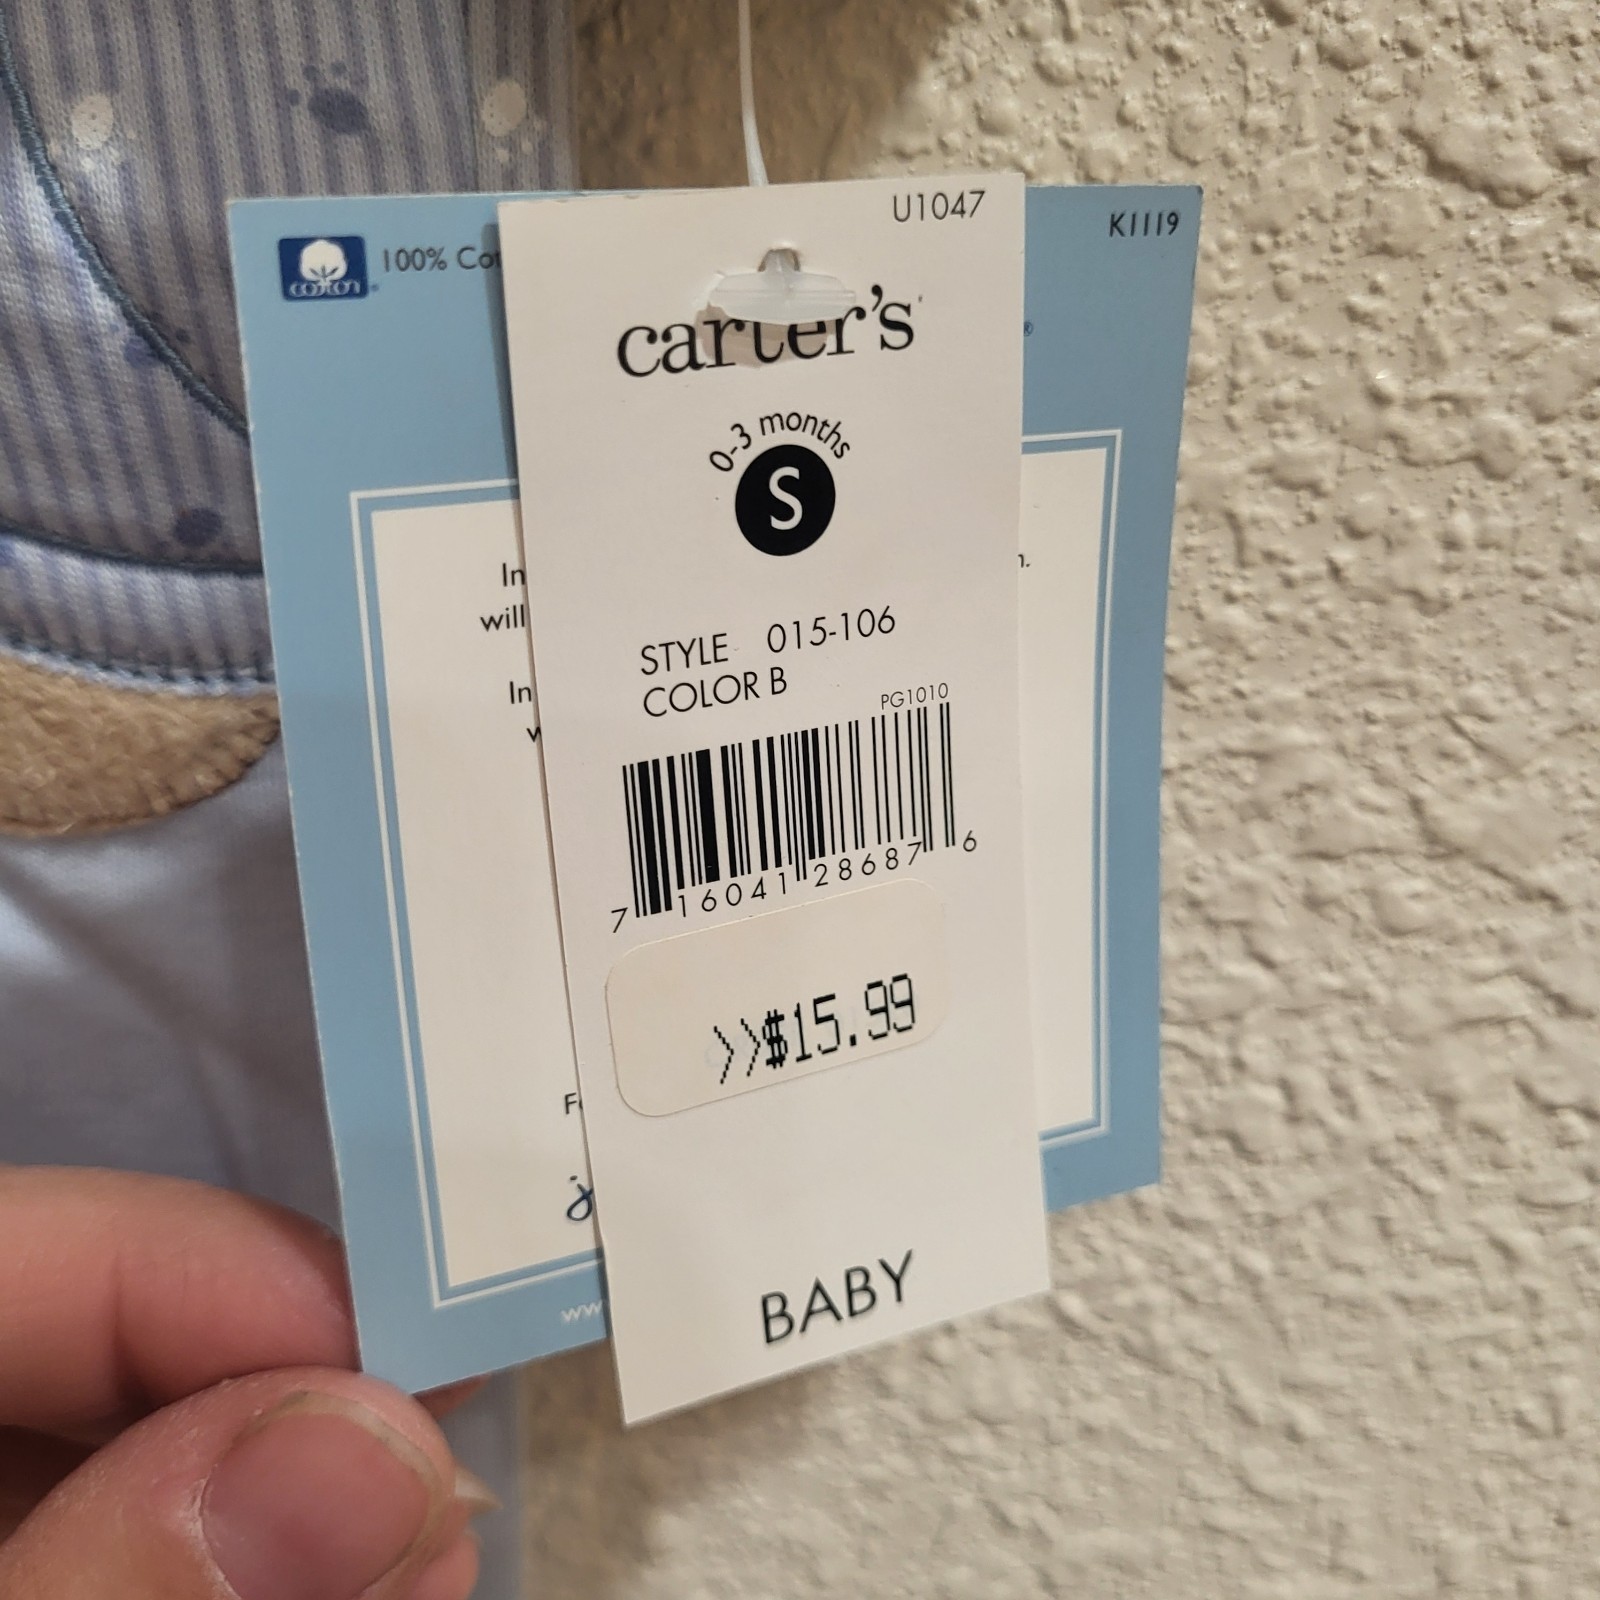 U1047
K1119
cotton
100%
carter's
0-3 months
S
In
will
STYLE 015-106
COLOR B
In
PG1010
7 16041 28687 6
>>$15.99
BABY